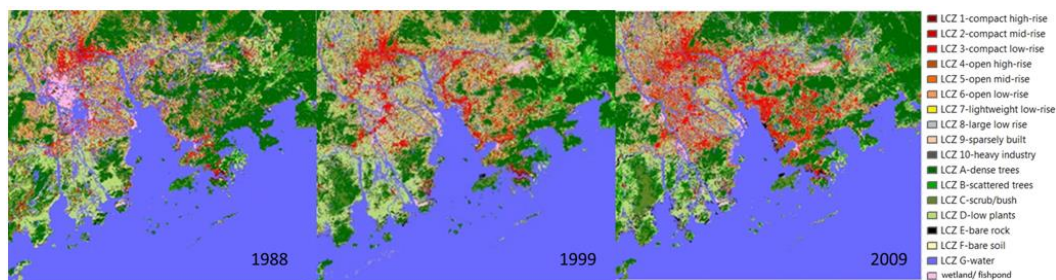 1988
1999
2009
LCZ 1-compact high-rise
LCZ 2-compact mid-rise
LCZ 3-compact low-rise
LCZ 4-open high-rise
LCZ 5-open mid-rise
LCZ 6-open low-rise
LCZ 7-lightweight low-rise
LCZ 8-large low rise
LCZ 9-sparsely built
LCZ 10-heavy industry
LCZ A-dense trees
LCZ B-scattered trees
LCZ C-scrub/bush
LCZ D-low plants
LCZ E-bare rock
LCZ F-bare soil
LCZ G-water
wetland/ fishpond